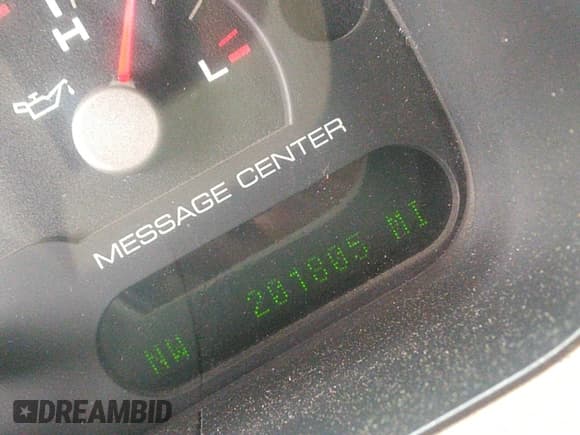 H
L
MESSAGE CENTER
NW 201805 MI
DREAMBID